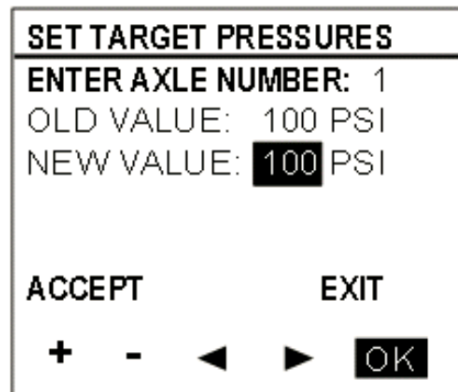 SET TARGET PRESSURES
ENTER AXLE NUMBER: 1
OLD VALUE: 100 PSI
NEW VALUE: 100 PSI
ACCEPT EXIT
+ - ◄ ► OK